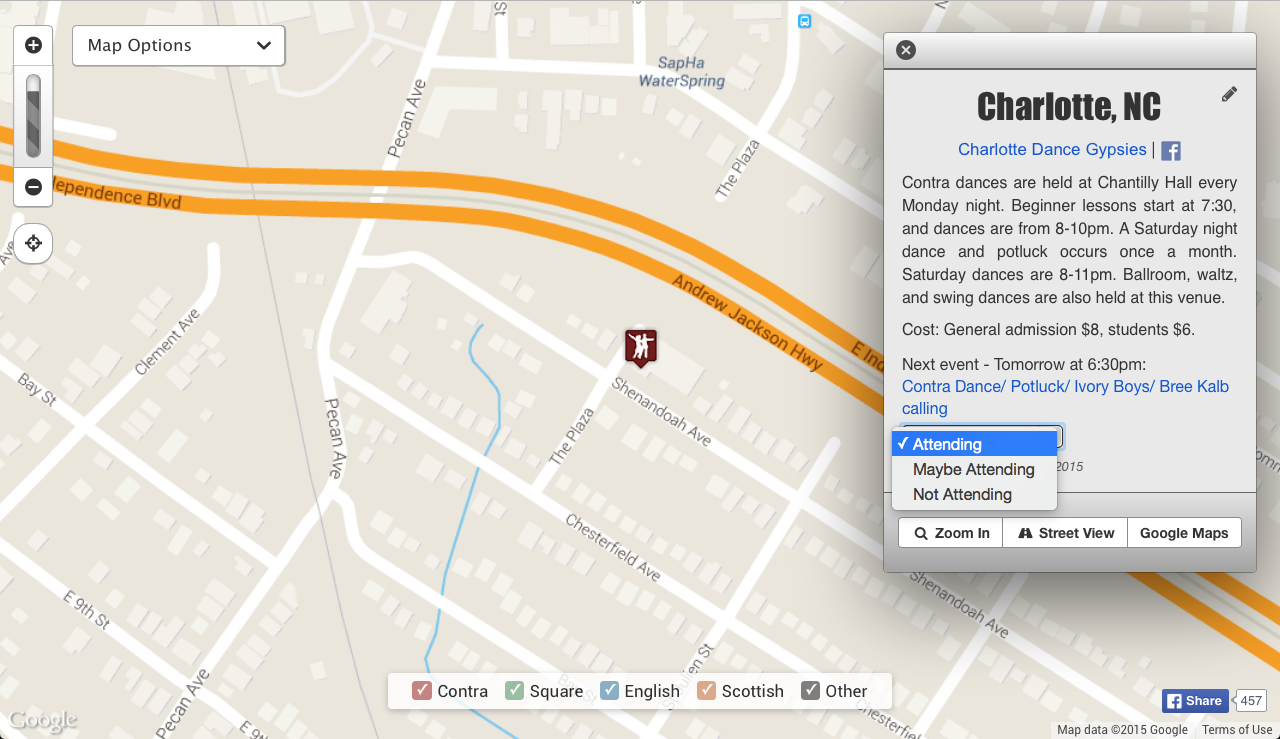 Map Options
St
SapHa
WaterSpring
Pecan Ave
The Plaza
dependence Blvd
Ave
Clement Ave
Bay St
Andrew Jackson Hwy
E Ind
Pecan Ave
The Plaza
Shenandoah Ave
Chesterfield Ave
Shenandoah Ave
E 9th St
Pecan Ave
E 9th
Chesterfield
Charlotte, NC
Charlotte Dance Gypsies |
Contra dances are held at Chantilly Hall every
Monday night. Beginner lessons start at 7:30,
and dances are from 8-10pm. A Saturday night
dance and potluck occurs once a month.
Saturday dances are 8-11pm. Ballroom, waltz,
and swing dances are also held at this venue.
Cost: General admission $8, students $6.
Next event - Tomorrow at 6:30pm:
Contra Dance/ Potluck/ Ivory Boys/ Bree Kalb
calling
✓ Attending
Maybe Attending
Not Attending
2015
Zoom In
Street View
Google Maps
Contra
Square
English
Scottish
Other
Share
457
Google
Map data ©2015 Google
Terms of Use